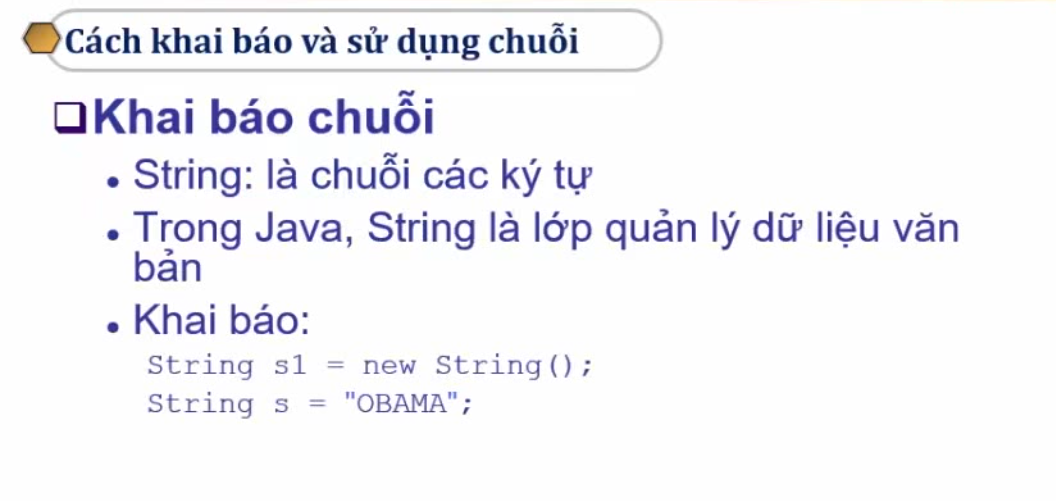 Cách khai báo và sử dụng chuỗi
Khai báo chuỗi
String: là chuỗi các ký tự
Trong Java, String là lớp quản lý dữ liệu văn
bản
Khai báo:
String s1 = new String();
String s = "OBAMA";